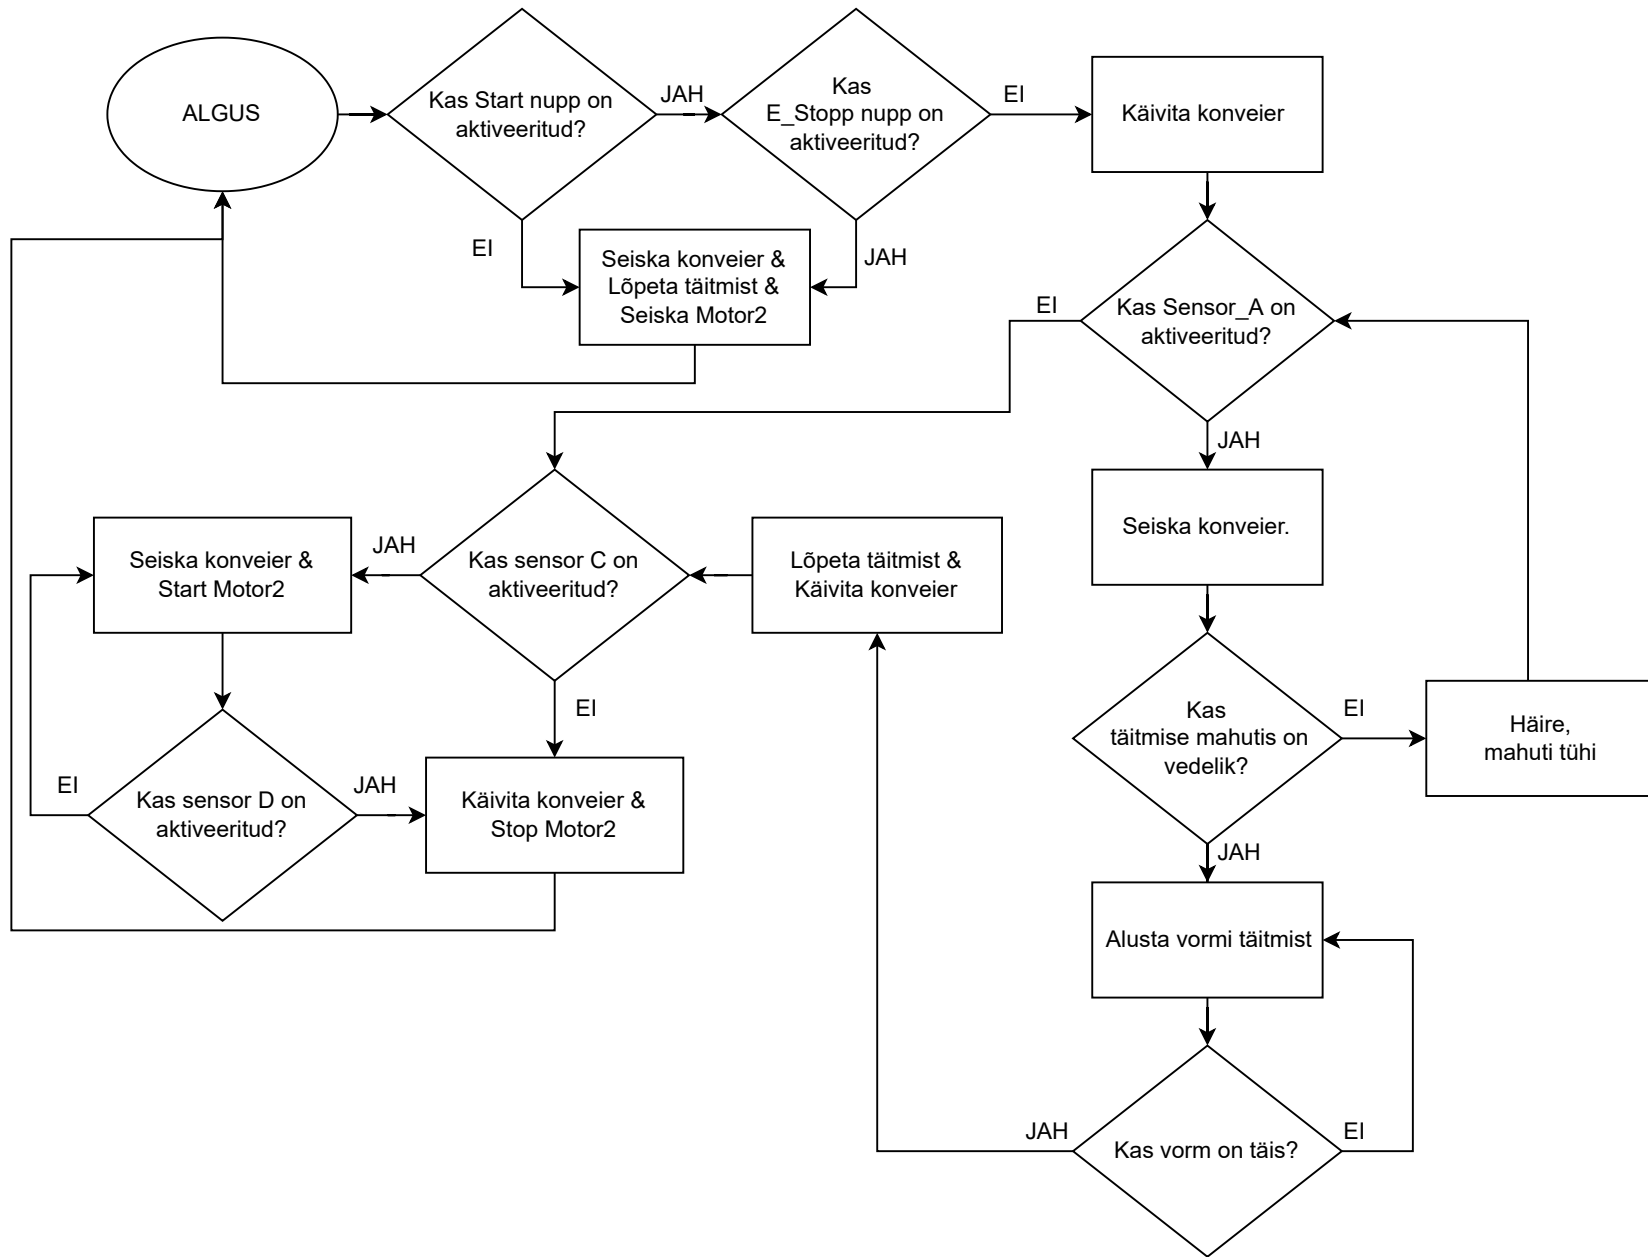 ALGUS
Kas Start nupp on
aktiveeritud?
JAH
Kas
E_Stopp nupp on
aktiveeritud?
EI
Käivita konveier
EI
Seiska konveier &
Lõpeta täitmist &
Seiska Motor2
JAH
EI
Kas Sensor_A on
aktiveeritud?
JAH
Seiska konveier &
Start Motor2
JAH
Kas sensor C on
aktiveeritud?
Lõpeta täitmist &
Käivita konveier
Seiska konveier.
EI
Kas
täitmise mahutis on
vedelik?
EI
Häire,
mahuti tühi
EI
Kas sensor D on
aktiveeritud?
JAH
Käivita konveier &
Stop Motor2
JAH
Alusta vormi täitmist
JAH
Kas vorm on täis?
EI